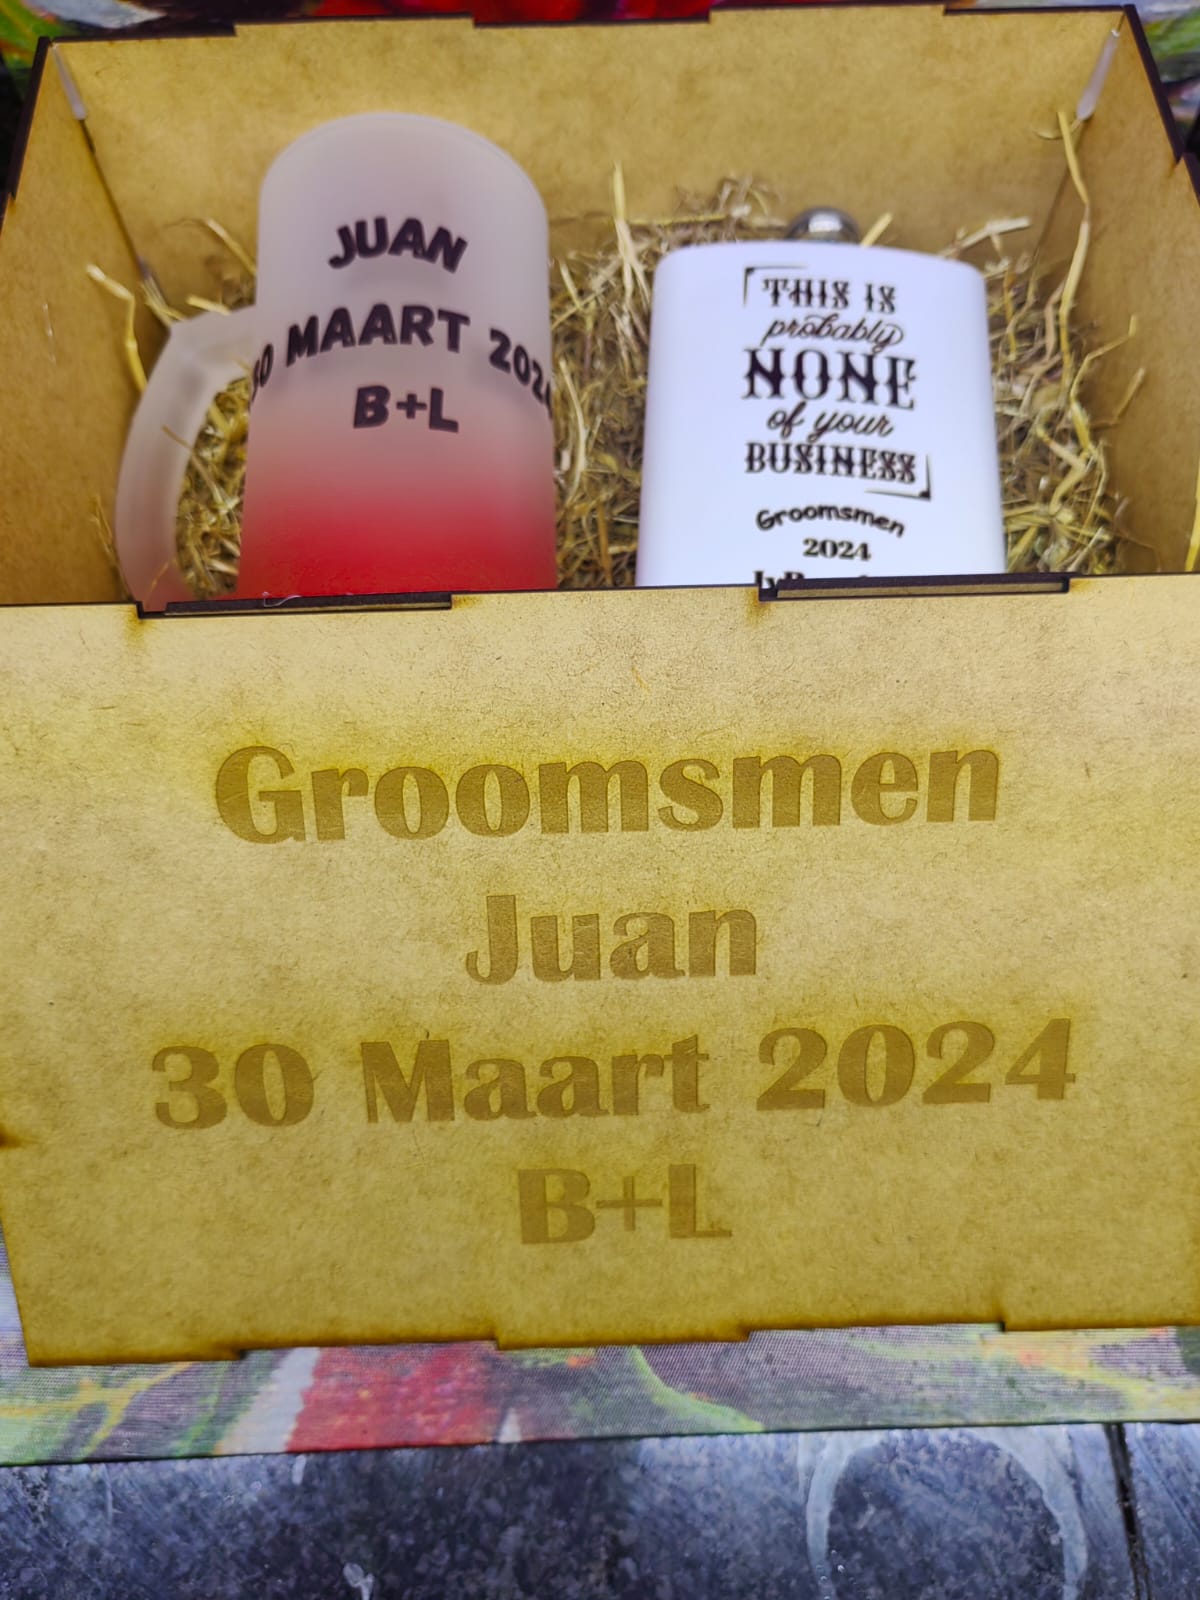 JUAN
30 MAART 2024
B+L
THIS IS
probably
NONE
of your
BUSINESS
Groomsmen
2024
Groomsmen
Juan
30 Maart 2024
B+L